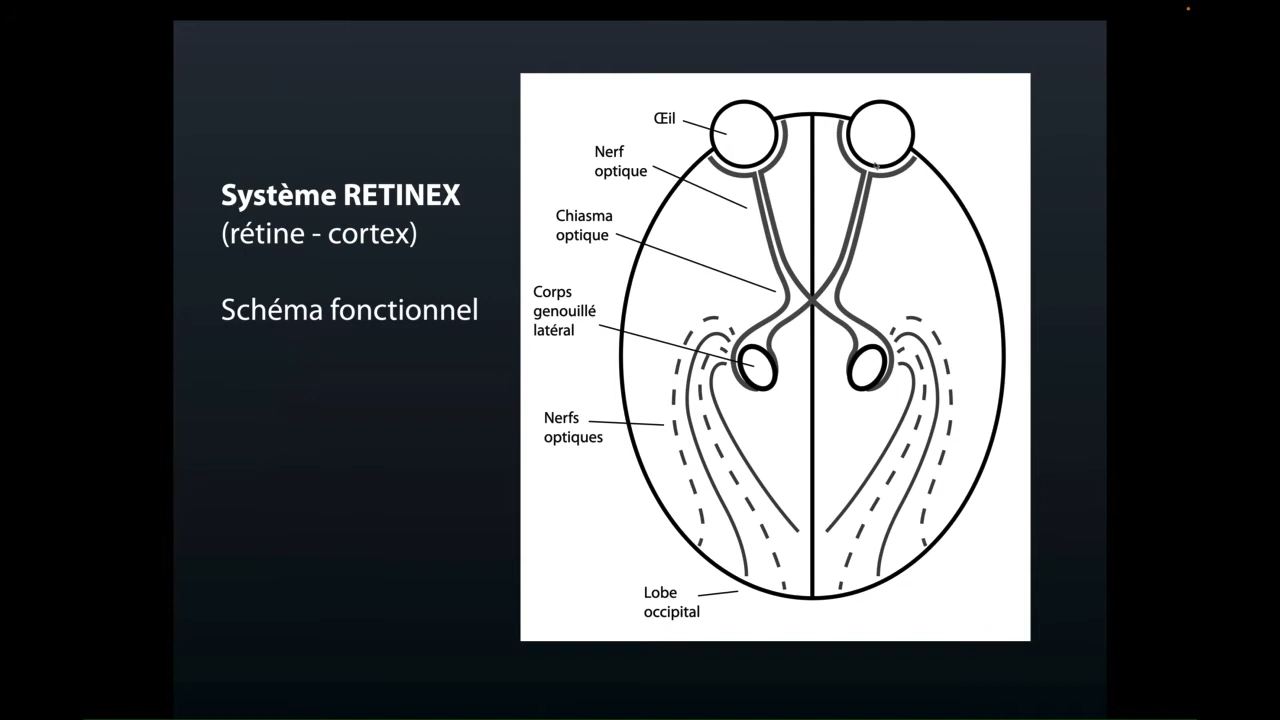 Système RETINEX
(rétine - cortex)
Schéma fonctionnel
Œil
Nerf
optique
Chiasma
optique
Corps
genouillé
latéral
Nerfs
optiques
Lobe
occipital